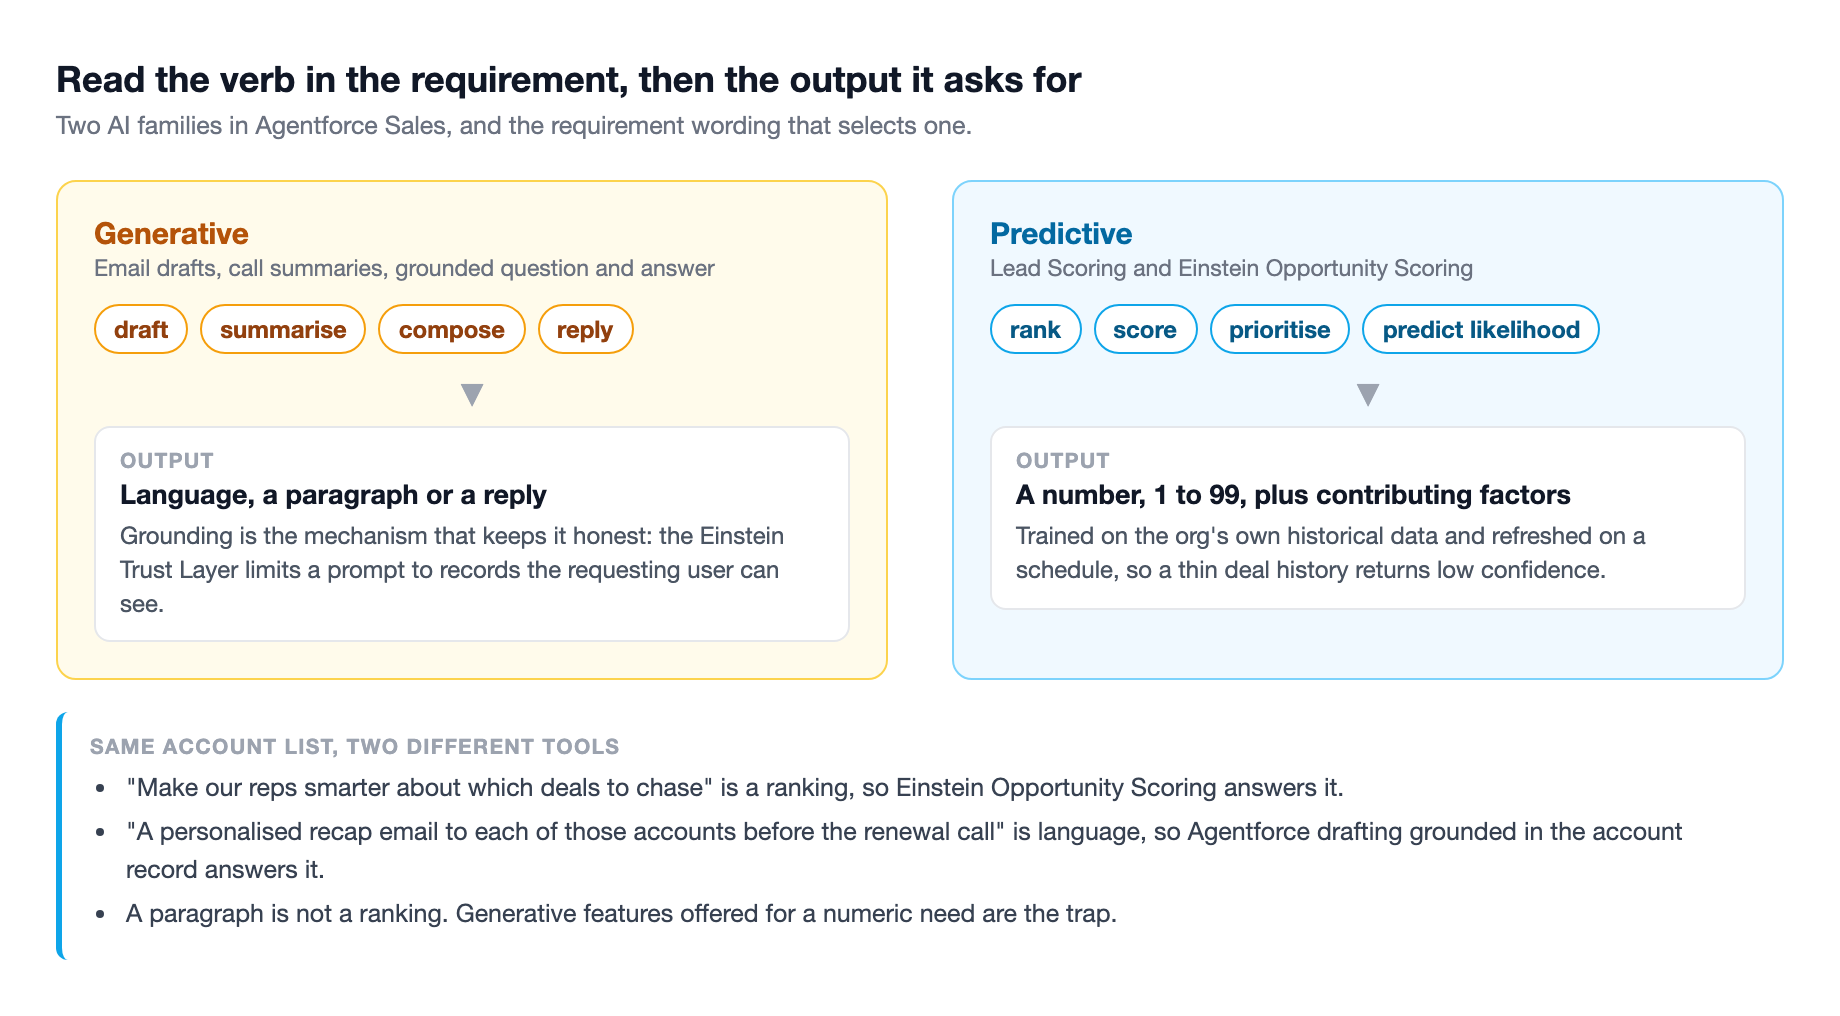 Read the verb in the requirement, then the output it asks for
Two AI families in Agentforce Sales, and the requirement wording that selects one.
Generative
Email drafts, call summaries, grounded question and answer
draft
summarise
compose
reply
OUTPUT
Language, a paragraph or a reply
Grounding is the mechanism that keeps it honest: the Einstein
Trust Layer limits a prompt to records the requesting user can
see.
Predictive
Lead Scoring and Einstein Opportunity Scoring
rank
score
prioritise
predict likelihood
OUTPUT
A number, 1 to 99, plus contributing factors
Trained on the org's own historical data and refreshed on a
schedule, so a thin deal history returns low confidence.
SAME ACCOUNT LIST, TWO DIFFERENT TOOLS
• "Make our reps smarter about which deals to chase" is a ranking, so Einstein Opportunity Scoring answers it.
• "A personalised recap email to each of those accounts before the renewal call" is language, so Agentforce drafting grounded in the account
record answers it.
• A paragraph is not a ranking. Generative features offered for a numeric need are the trap.